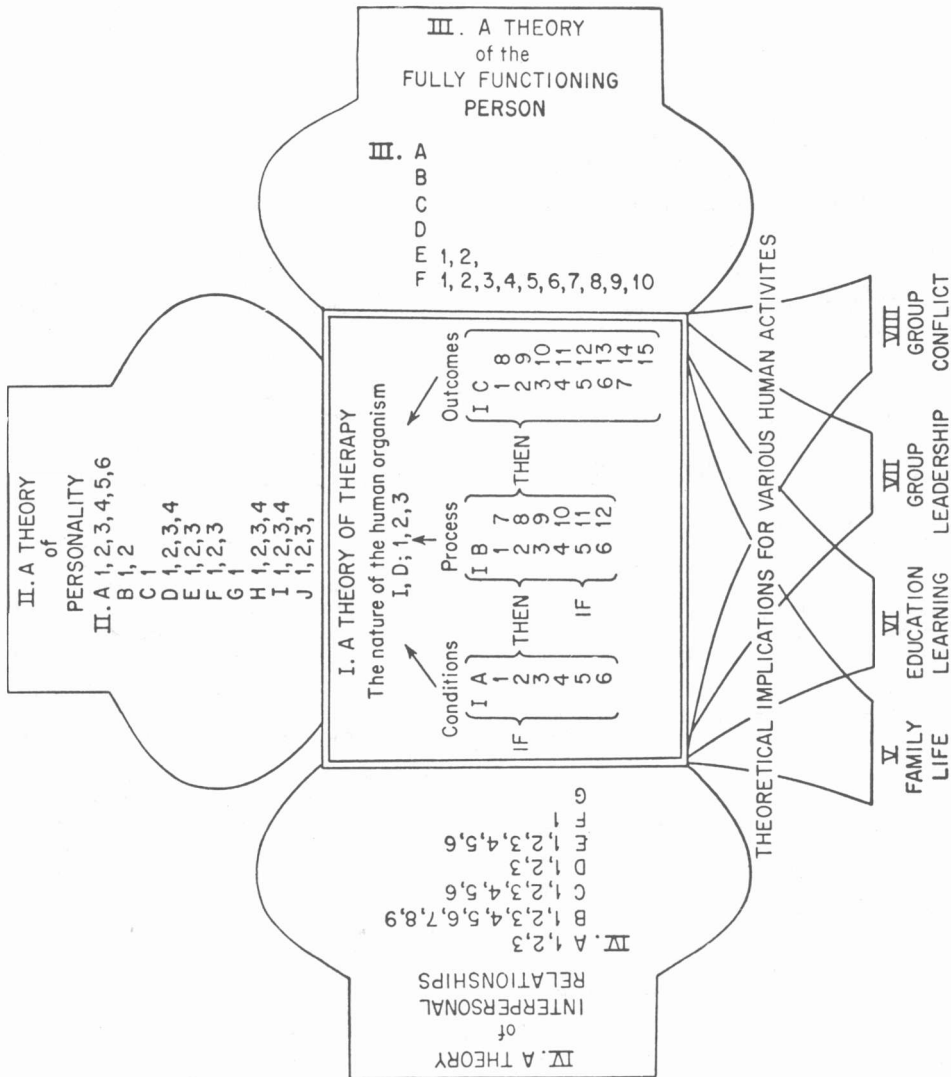 II. A THEORY
of
PERSONALITY
II. A 1,2,3,4,5,6
B 1,2
C 1
D 1,2,3,4
E 1,2,3
F 1,2,3
G 1
H 1,2,3,4
I 1,2,3,4
J 1,2,3,
IV. A THEORY
of
INTERPERSONAL
RELATIONSHIPS
IV. A 1,2,3
B 1,2,3,4,5,6,7,8,9
C 1,2,3,4,5,6
D 1,2,3
E 1,2,3,4,5,6
F 1
G
I. A THEORY OF THERAPY
The nature of the human organism
I, D; 1,2,3
Conditions
I A
1
2
3
4
5
6
IF
THEN
Process
I B
1 7
2 8
3 9
4 10
5 11
6 12
IF
THEN
Outcomes
I C
1 8
2 9
3 10
4 11
5 12
6 13
7 14
15
III. A THEORY
of the
FULLY FUNCTIONING
PERSON
III. A
B
C
D
E 1,2,
F 1,2,3,4,5,6,7,8,9,10
THEORETICAL IMPLICATIONS FOR VARIOUS HUMAN ACTIVITES
V
FAMILY
LIFE
VI
EDUCATION
LEARNING
VII
GROUP
LEADERSHIP
VIII
GROUP
CONFLICT